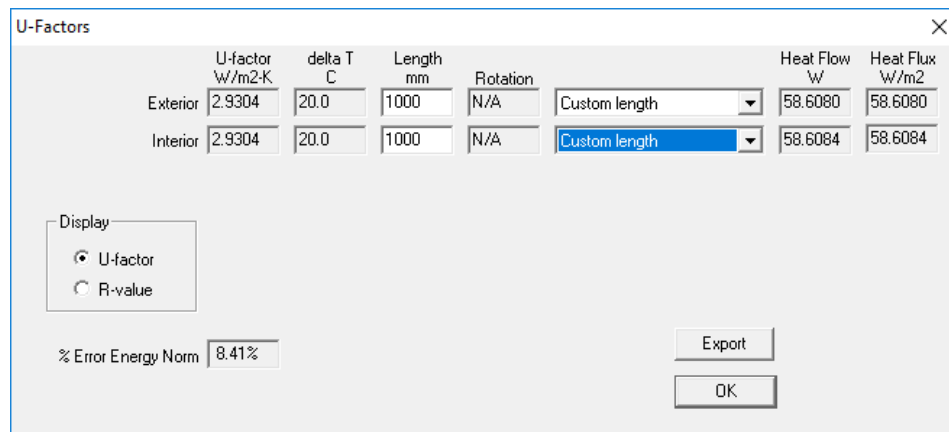 U-Factors
U-factor delta T Length Heat Flow Heat Flux
W/m2-K C mm Rotation W W/m2
Exterior 2.9304 20.0 1000 N/A Custom length 58.6080 58.6080
Interior 2.9304 20.0 1000 N/A Custom length 58.6084 58.6084
Display
U-factor
R-value
% Error Energy Norm 8.41%
Export
OK